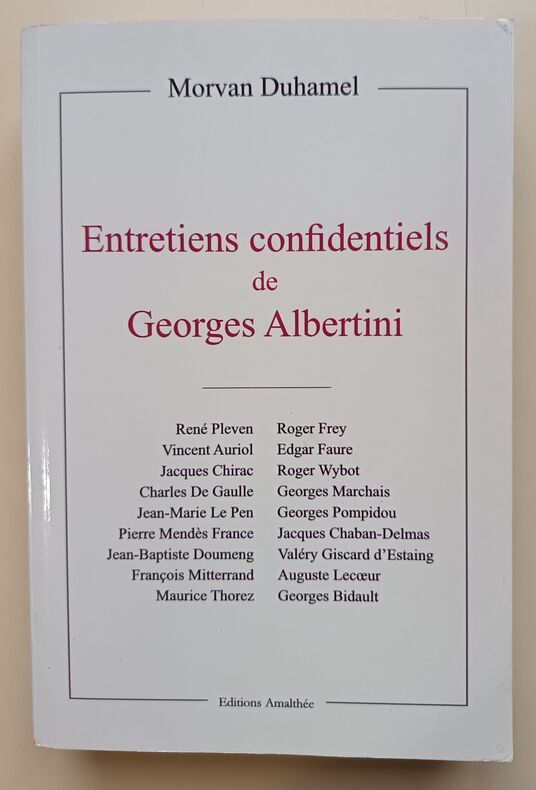 Morvan Duhamel
Entretiens confidentiels
de
Georges Albertini
René Pleven
Vincent Auriol
Jacques Chirac
Charles De Gaulle
Jean-Marie Le Pen
Pierre Mendès France
Jean-Baptiste Doumeng
François Mitterrand
Maurice Thorez
Roger Frey
Edgar Faure
Roger Wybot
Georges Marchais
Georges Pompidou
Jacques Chaban-Delmas
Valéry Giscard d'Estaing
Auguste Lecœur
Georges Bidault
Editions Amalthée